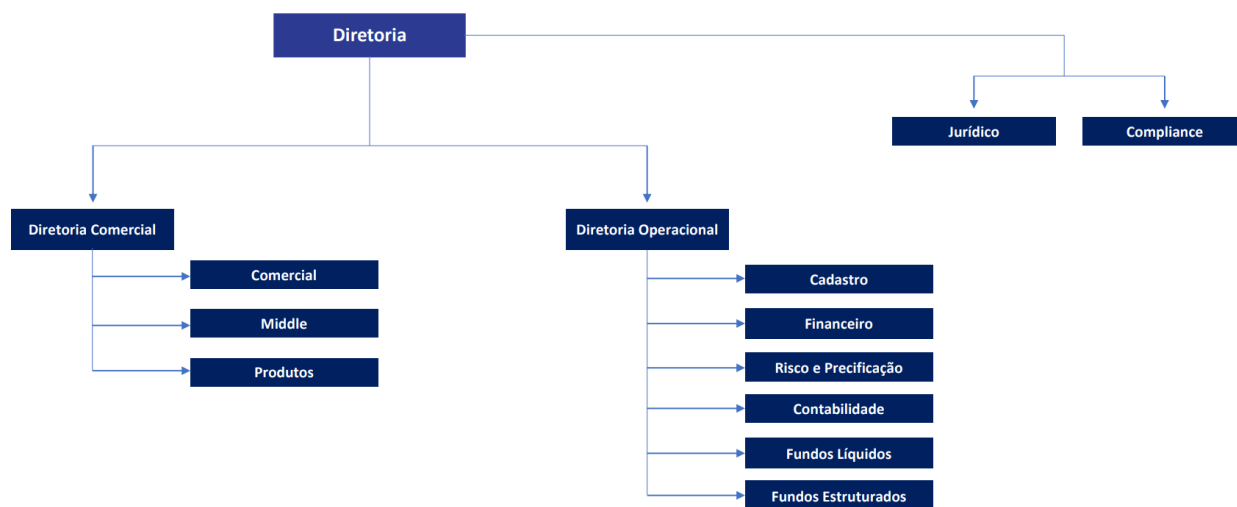 Diretoria
Jurídico
Compliance
Diretoria Comercial
Comercial
Middle
Produtos
Diretoria Operacional
Cadastro
Financeiro
Risco e Precificação
Contabilidade
Fundos Líquidos
Fundos Estruturados